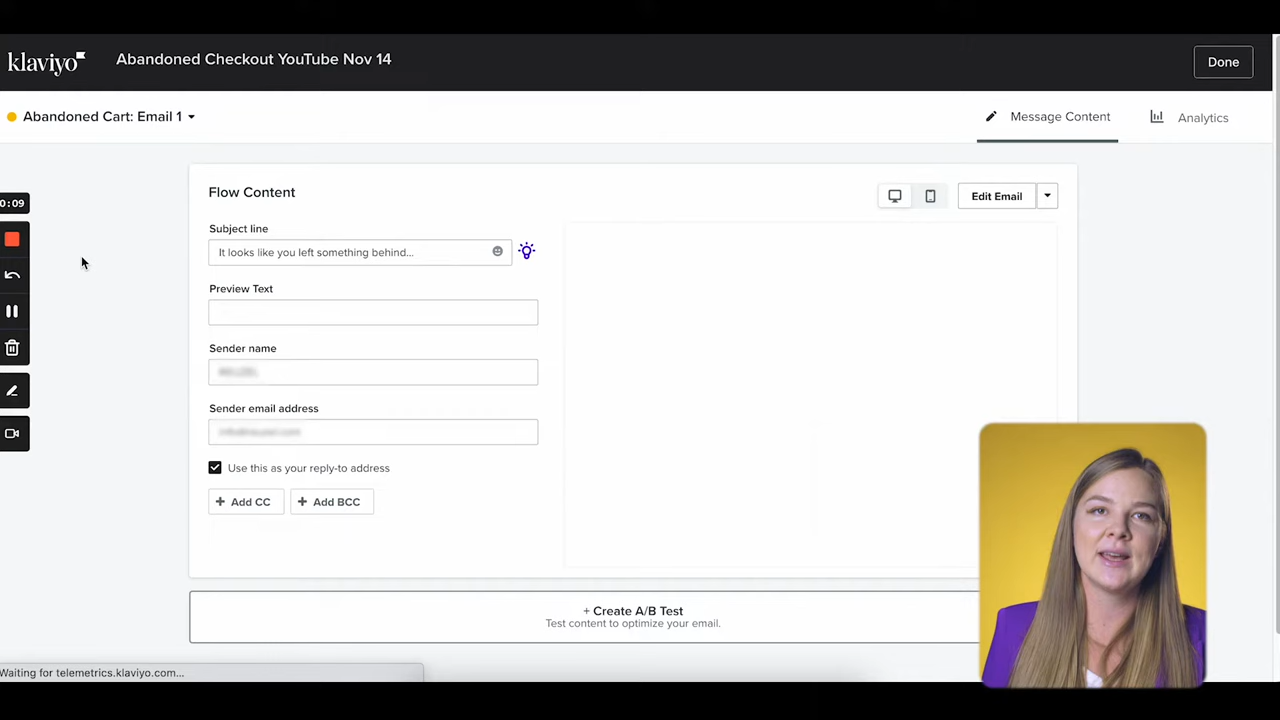 klaviyo
Abandoned Checkout YouTube Nov 14
Done
Abandoned Cart: Email 1
Message Content
Analytics
0:09
Flow Content
Edit Email
Subject line
It looks like you left something behind...
Preview Text
Sender name
Sender email address
Use this as your reply-to address
+ Add CC
+ Add BCC
+ Create A/B Test
Test content to optimize your email.
Waiting for telemetrics.klaviyo.com...